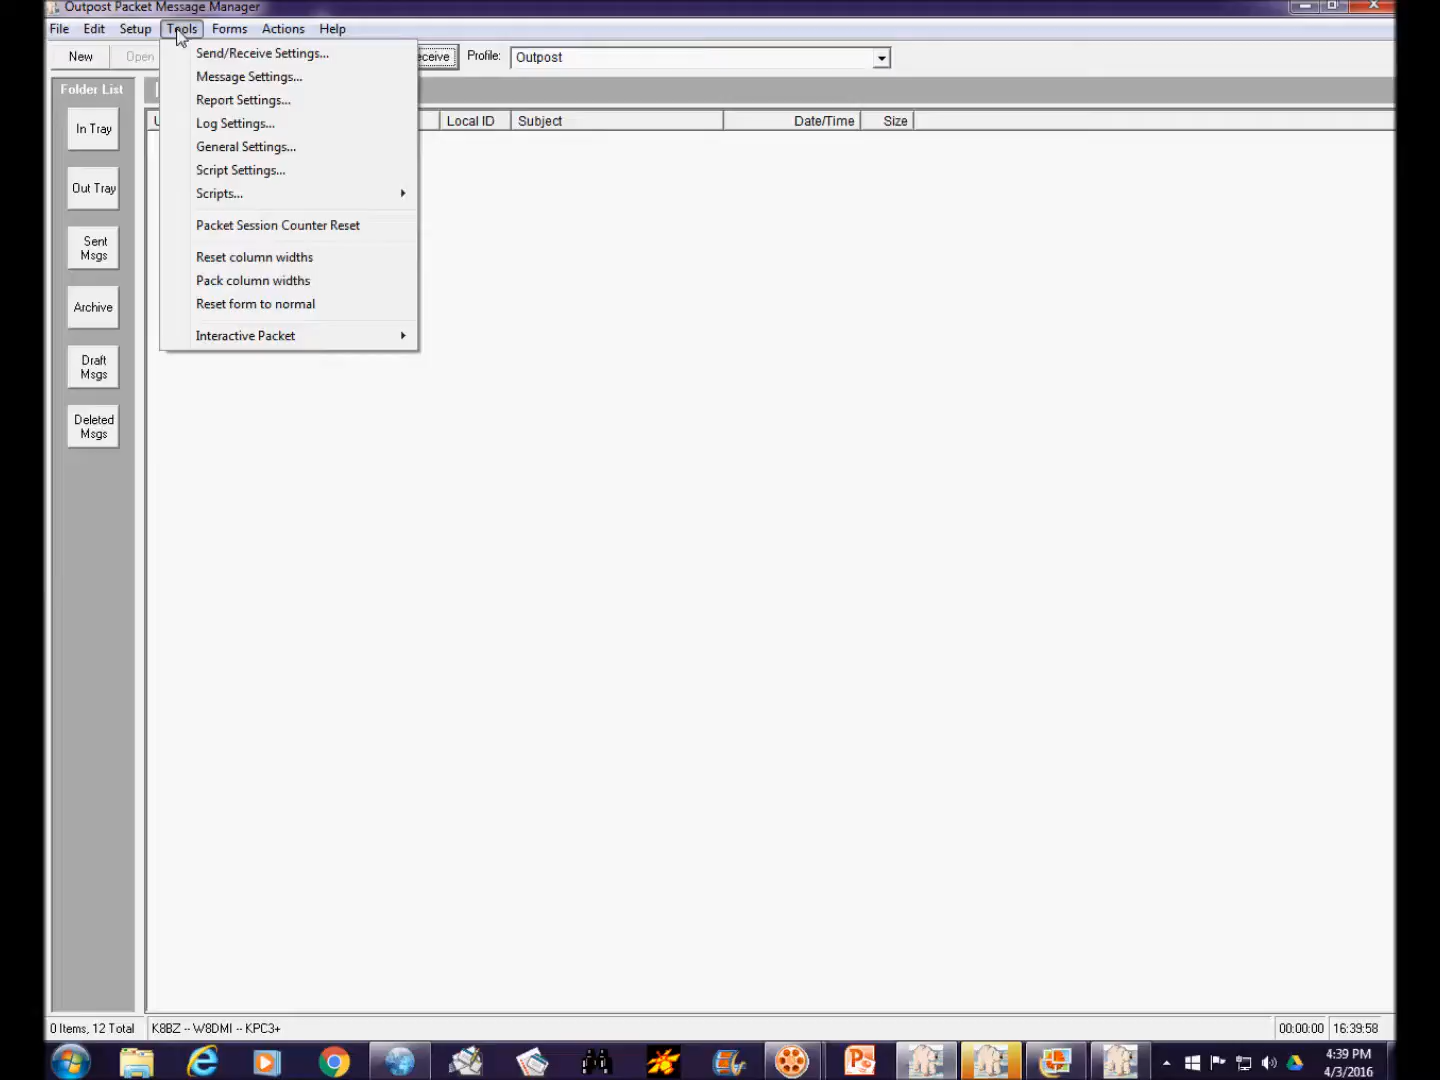 Outpost Packet Message Manager
File Edit Setup Tools Forms Actions Help
New Open ceive Profile: Outpost
Folder List
In Tray
Out Tray
Sent
Msgs
Archive
Draft
Msgs
Deleted
Msgs
Send/Receive Settings...
Message Settings...
Report Settings...
Log Settings...
General Settings...
Script Settings...
Scripts...
Packet Session Counter Reset
Reset column widths
Pack column widths
Reset form to normal
Interactive Packet
U Local ID Subject Date/Time Size
0 Items, 12 Total K8BZ -- W8DMI -- KPC3+ 00:00:00 16:39:58
4:39 PM
4/3/2016